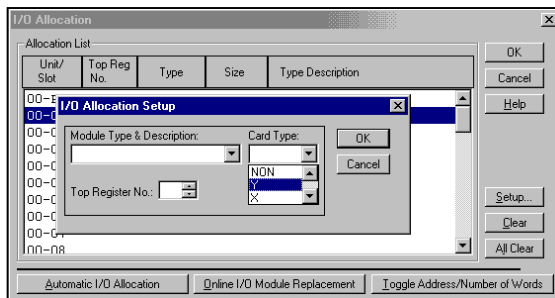 I/O Allocation
Allocation List
Unit/ Slot
Top Reg No.
Type
Size
Type Description
OK
Cancel
Help
I/O Allocation Setup
Module Type & Description:
Card Type:
OK
Cancel
NON
Y
X
Top Register No.:
00-08
Setup...
Clear
All Clear
Automatic I/O Allocation
Online I/O Module Replacement
Toggle Address/Number of Words